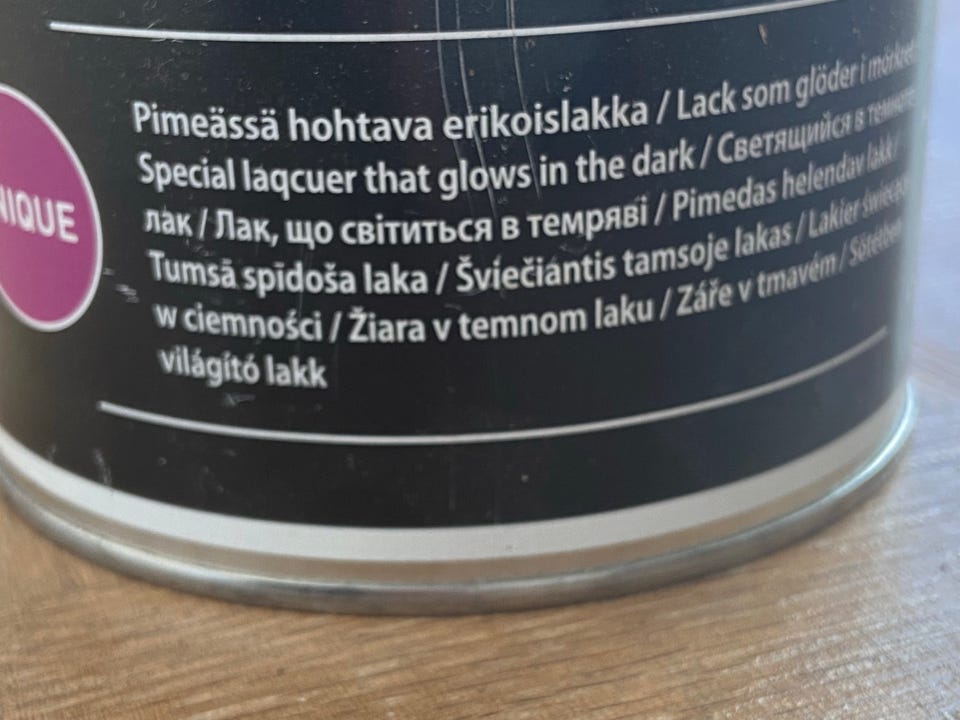 NIQUE
Pimeässä hohtava erikoislakka / Lack som glöder i
Special laqcuer that glows in the dark / Светящийся в
лак / Лак, що світиться в темряві / Pimedas helendav lakk /
Tumsā spīdoša laka / Šviečiantis tamsoje lakas / Lakier
w ciemności / Žiara v temnom laku / Záře v tmavém /
világító lakk